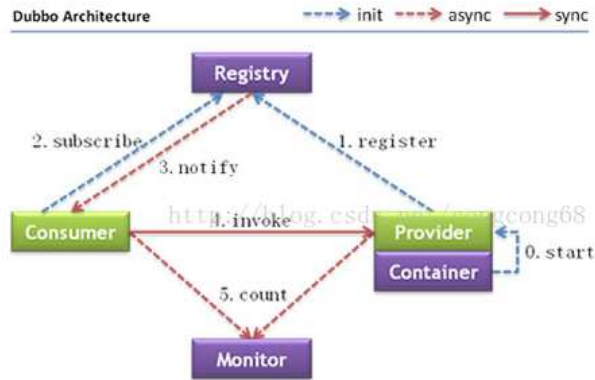 Dubbo Architecture
init
async
sync
Registry
2. subscribe
1. register
3. notify
4. invoke
Consumer
Provider
Container
0. start
5. count
Monitor